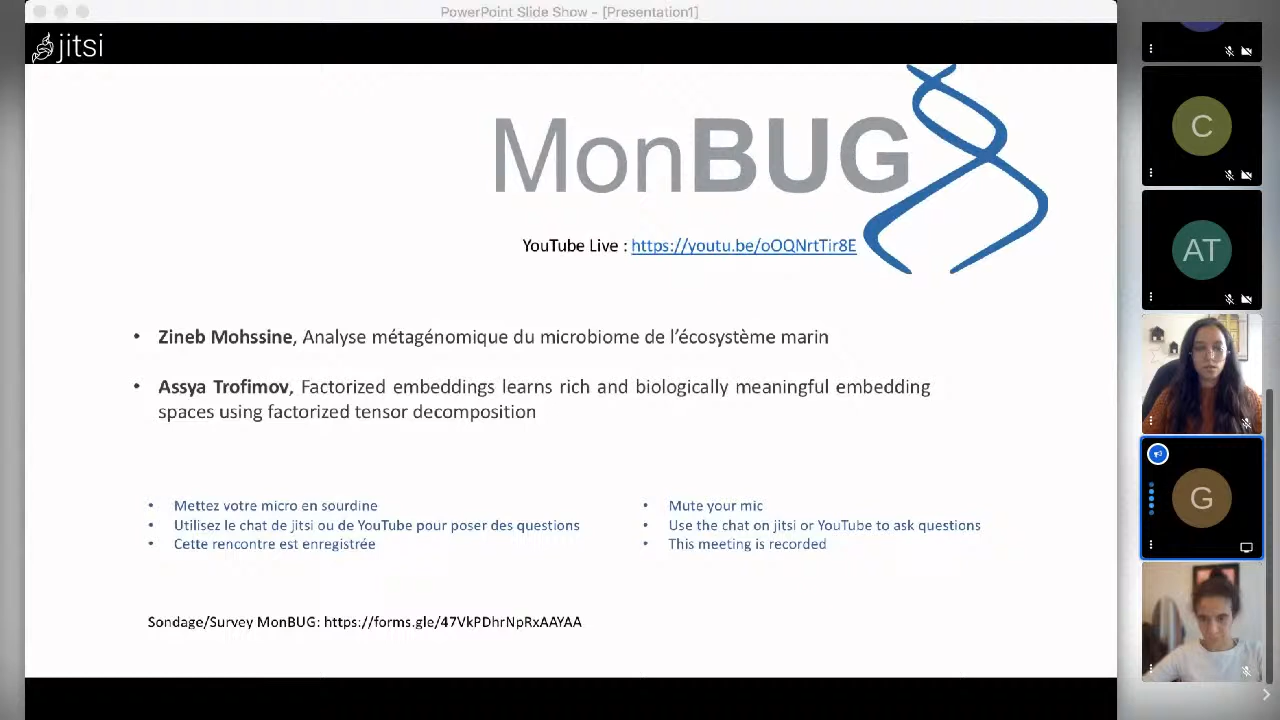 PowerPoint Slide Show - [Presentation1]
jitsi
MonBUG
YouTube Live : https://youtu.be/oOQNrtTir8E
• Zineb Mohssine, Analyse métagénomique du microbiome de l'écosystème marin
• Assya Trofimov, Factorized embeddings learns rich and biologically meaningful embedding
spaces using factorized tensor decomposition
• Mettez votre micro en sourdine
• Utilisez le chat de jitsi ou de YouTube pour poser des questions
• Cette rencontre est enregistrée
• Mute your mic
• Use the chat on jitsi or YouTube to ask questions
• This meeting is recorded
Sondage/Survey MonBUG: https://forms.gle/47VkPDhrNpRxAAYAA
C
AT
G